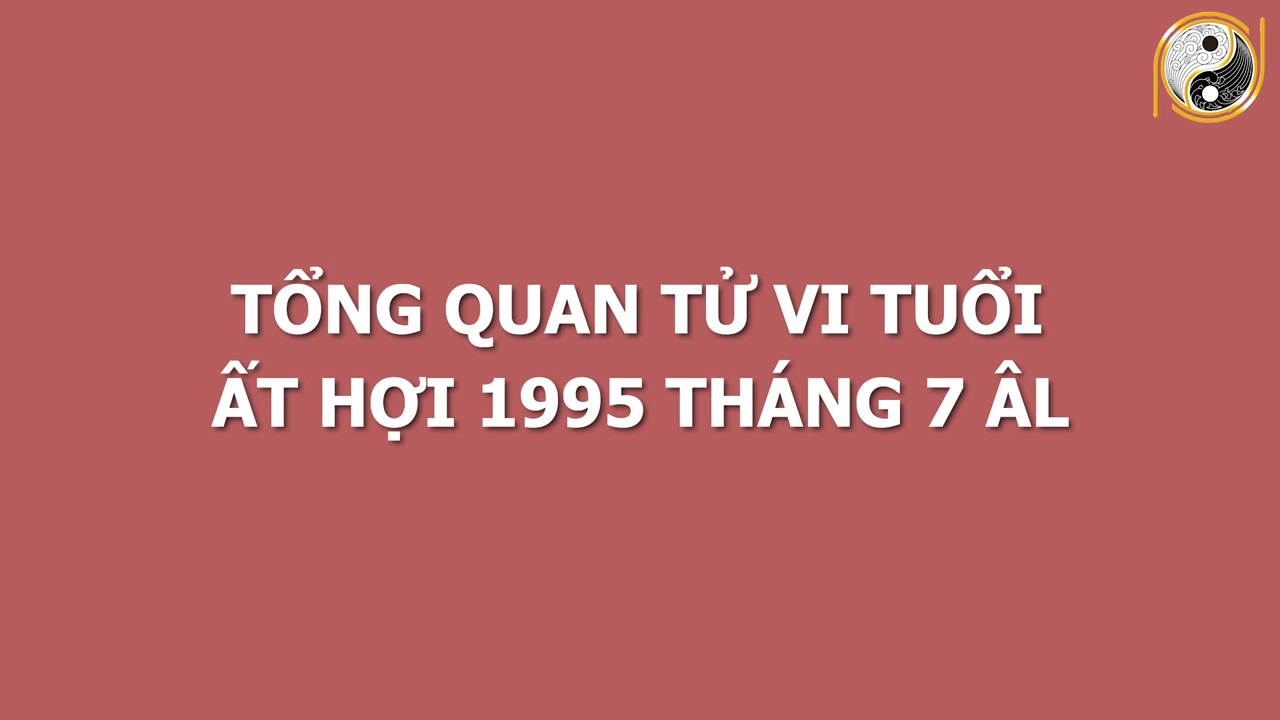 TỔNG QUAN TỬ VI TUỔI
ẤT HỢI 1995 THÁNG 7 ÂL